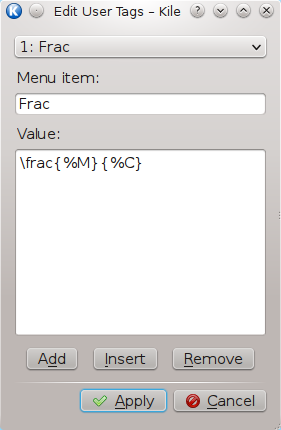 Edit User Tags – Kile
1: Frac
Menu item:
Frac
Value:
\frac{%M}{%C}
Add Insert Remove
Apply Cancel